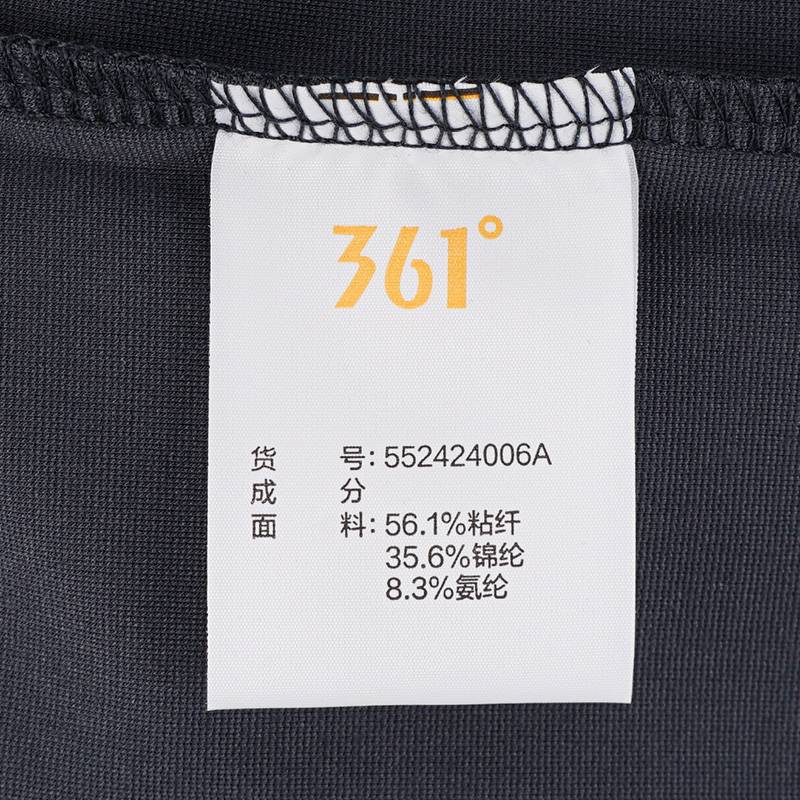 361°
货 号: 552424006A
成 分
面 料: 56.1%粘纤
35.6%锦纶
8.3%氨纶